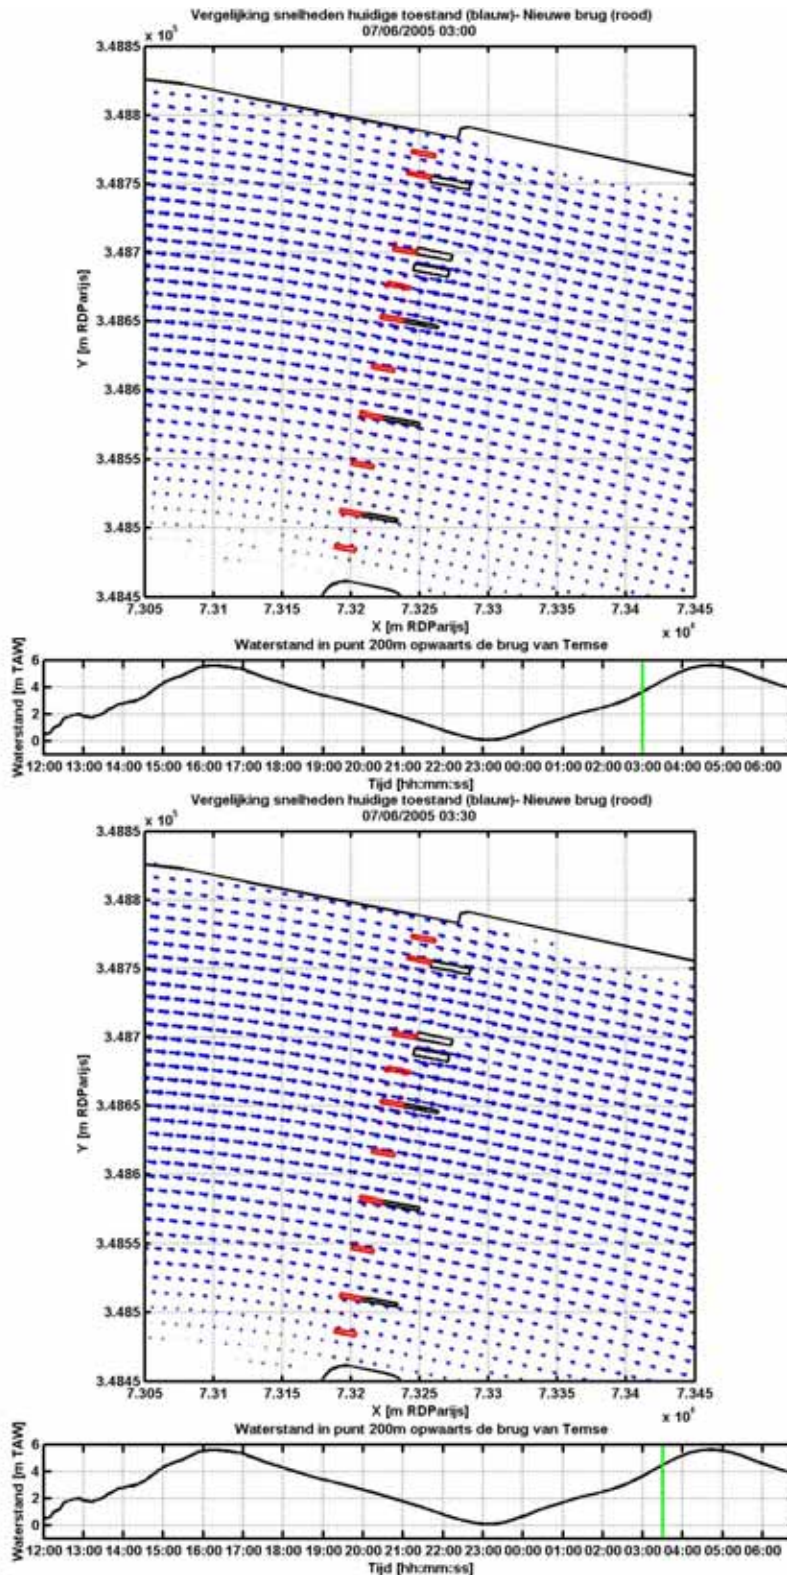 Vergelijking snelheden huidige toestand (blauw)- Nieuwe brug (rood)
07/06/2005 03:00
x 10⁵
3.4885
3.488
3.4875
3.487
3.4865
3.486
3.4855
3.485
3.4845
Y [m RDParijs]
7.305 7.31 7.315 7.32 7.325 7.33 7.335 7.34 7.345
X [m RDParijs]
Waterstand in punt 200m opwaarts de brug van Temse
Waterstand [m TAW]
6
4
2
0
12:00 13:00 14:00 15:00 16:00 17:00 18:00 19:00 20:00 21:00 22:00 23:00 00:00 01:00 02:00 03:00 04:00 05:00 06:00
Tijd [hh:mm:ss]
Vergelijking snelheden huidige toestand (blauw)- Nieuwe brug (rood)
07/06/2005 03:30
x 10⁵
3.4885
3.488
3.4875
3.487
3.4865
3.486
3.4855
3.485
3.4845
Y [m RDParijs]
7.305 7.31 7.315 7.32 7.325 7.33 7.335 7.34 7.345
X [m RDParijs]
Waterstand in punt 200m opwaarts de brug van Temse
Waterstand [m TAW]
6
4
2
0
12:00 13:00 14:00 15:00 16:00 17:00 18:00 19:00 20:00 21:00 22:00 23:00 00:00 01:00 02:00 03:00 04:00 05:00 06:00
Tijd [hh:mm:ss]